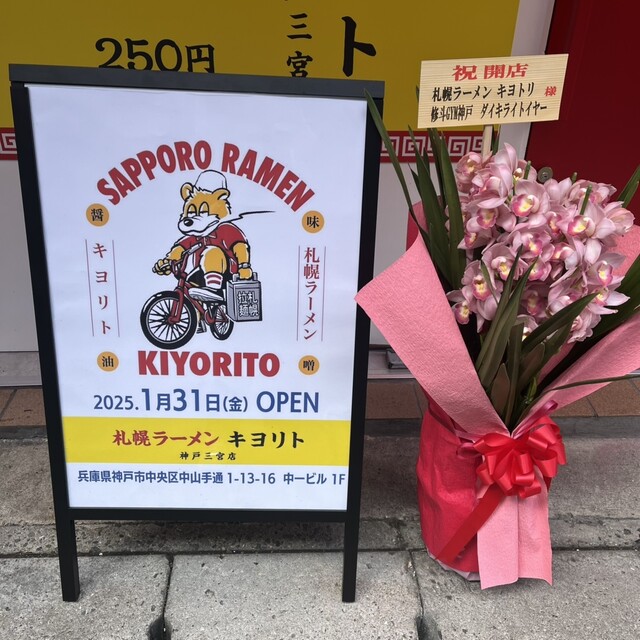 250円
三宮
ト
祝開店
札幌ラーメン キヨトリ 様
修斗GYM神戸 ダイキライトイヤー
SAPPORO RAMEN
醤
味
キヨリト
札幌ラーメン
札幌
拉麺
油
噌
KIYORITO
2025.1月31日(金) OPEN
札幌ラーメン キヨリト
神戸三宮店
兵庫県神戸市中央区中山手通 1-13-16 中一ビル 1F